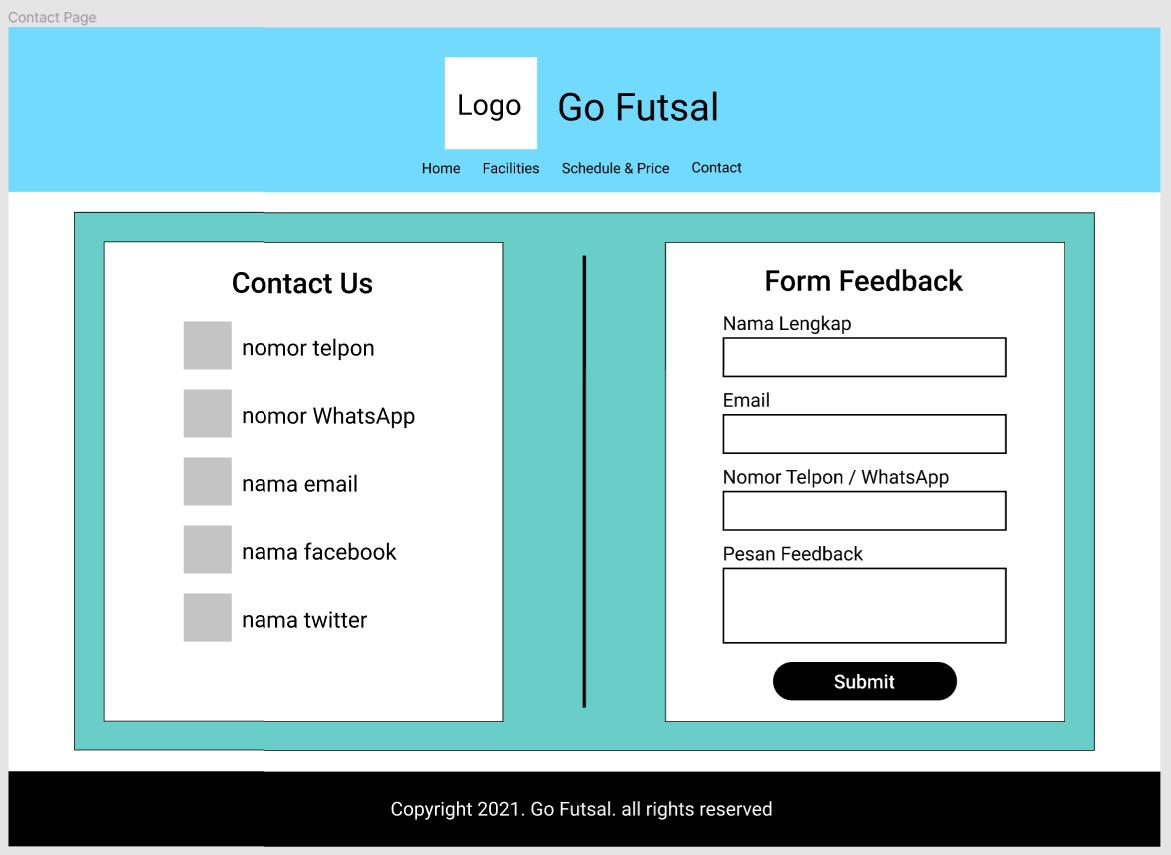 Contact Page
Logo
Go Futsal
Home Facilities Schedule & Price Contact
Contact Us
nomor telpon
nomor WhatsApp
nama email
nama facebook
nama twitter
Form Feedback
Nama Lengkap
Email
Nomor Telpon / WhatsApp
Pesan Feedback
Submit
Copyright 2021. Go Futsal. all rights reserved